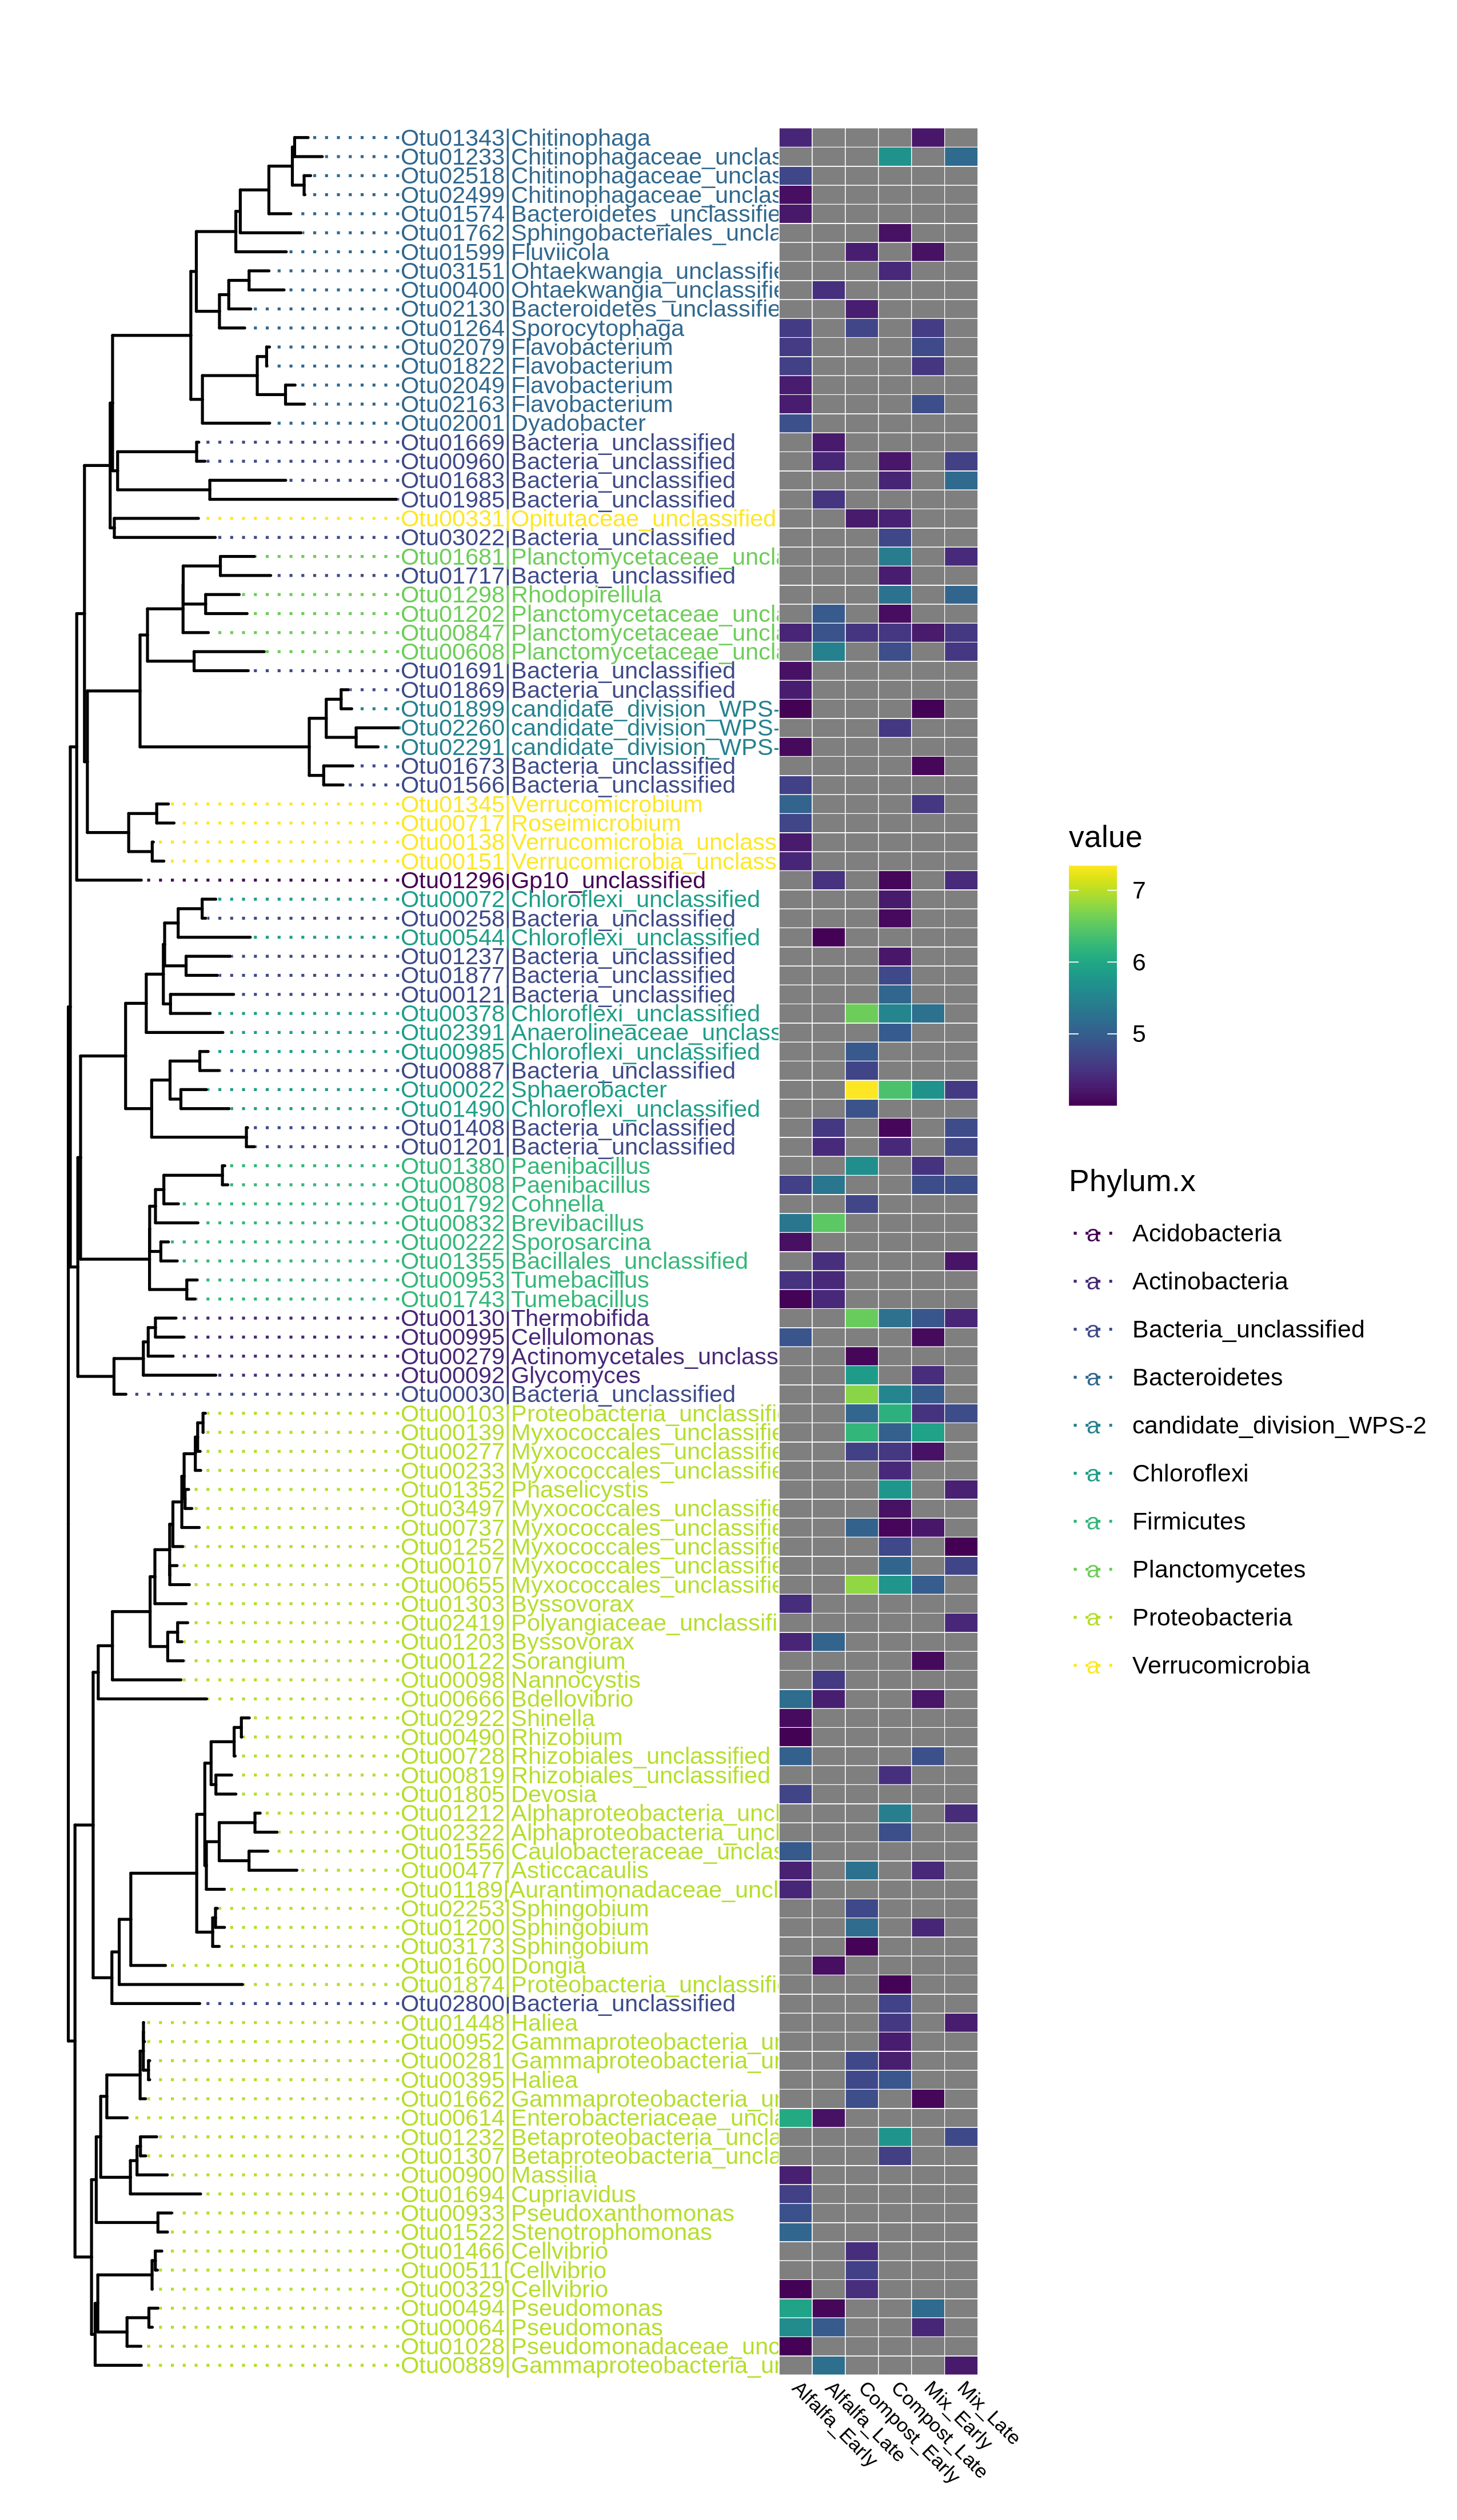 Otu01343|Chitinophaga
Otu01233|Chitinophagaceae_unclas
Otu02518|Chitinophagaceae_unclas
Otu02499|Chitinophagaceae_unclas
Otu01574|Bacteroidetes_unclassifie
Otu01762|Sphingobacteriales_uncla
Otu01599|Fluviicola
Otu03151|Ohtaekwangia_unclassifie
Otu00400|Ohtaekwangia_unclassifie
Otu02130|Bacteroidetes_unclassifie
Otu01264|Sporocytophaga
Otu02079|Flavobacterium
Otu01822|Flavobacterium
Otu02049|Flavobacterium
Otu02163|Flavobacterium
Otu02001|Dyadobacter
Otu01669|Bacteria_unclassified
Otu00960|Bacteria_unclassified
Otu01683|Bacteria_unclassified
Otu01985|Bacteria_unclassified
Otu00331|Opitutaceae_unclassified
Otu03022|Bacteria_unclassified
Otu01681|Planctomycetaceae_uncla
Otu01717|Bacteria_unclassified
Otu01298|Rhodopirellula
Otu01202|Planctomycetaceae_uncla
Otu00847|Planctomycetaceae_uncla
Otu00608|Planctomycetaceae_uncla
Otu01691|Bacteria_unclassified
Otu01869|Bacteria_unclassified
Otu01899|candidate_division_WPS-
Otu02260|candidate_division_WPS-
Otu02291|candidate_division_WPS-
Otu01673|Bacteria_unclassified
Otu01566|Bacteria_unclassified
Otu01345|Verrucomicrobium
Otu00717|Roseimicrobium
Otu00138|Verrucomicrobia_unclass
Otu00151|Verrucomicrobia_unclass
Otu01296|Gp10_unclassified
Otu00072|Chloroflexi_unclassified
Otu00258|Bacteria_unclassified
Otu00544|Chloroflexi_unclassified
Otu01237|Bacteria_unclassified
Otu01877|Bacteria_unclassified
Otu00121|Bacteria_unclassified
Otu00378|Chloroflexi_unclassified
Otu02391|Anaerolineaceae_unclass
Otu00985|Chloroflexi_unclassified
Otu00887|Bacteria_unclassified
Otu00022|Sphaerobacter
Otu01490|Chloroflexi_unclassified
Otu01408|Bacteria_unclassified
Otu01201|Bacteria_unclassified
Otu01380|Paenibacillus
Otu00808|Paenibacillus
Otu01792|Cohnella
Otu00832|Brevibacillus
Otu00222|Sporosarcina
Otu01355|Bacillales_unclassified
Otu00953|Tumebacillus
Otu01743|Tumebacillus
Otu00130|Thermobifida
Otu00995|Cellulomonas
Otu00279|Actinomycetales_unclass
Otu00092|Glycomyces
Otu00030|Bacteria_unclassified
Otu00103|Proteobacteria_unclassifi
Otu00139|Myxococcales_unclassifie
Otu00277|Myxococcales_unclassifie
Otu00233|Myxococcales_unclassifie
Otu01352|Phaselicystis
Otu03497|Myxococcales_unclassifie
Otu00737|Myxococcales_unclassifie
Otu01252|Myxococcales_unclassifie
Otu00107|Myxococcales_unclassifie
Otu00655|Myxococcales_unclassifie
Otu01303|Byssovorax
Otu02419|Polyangiaceae_unclassifi
Otu01203|Byssovorax
Otu00122|Sorangium
Otu00098|Nannocystis
Otu00666|Bdellovibrio
Otu02922|Shinella
Otu00490|Rhizobium
Otu00728|Rhizobiales_unclassified
Otu00819|Rhizobiales_unclassified
Otu01805|Devosia
Otu01212|Alphaproteobacteria_uncl
Otu02322|Alphaproteobacteria_uncl
Otu01556|Caulobacteraceae_unclas
Otu00477|Asticcacaulis
Otu01189|Aurantimonadaceae_uncl
Otu02253|Sphingobium
Otu01200|Sphingobium
Otu03173|Sphingobium
Otu01600|Dongia
Otu01874|Proteobacteria_unclassifi
Otu02800|Bacteria_unclassified
Otu01448|Haliea
Otu00952|Gammaproteobacteria_un
Otu00281|Gammaproteobacteria_un
Otu00395|Haliea
Otu01662|Gammaproteobacteria_un
Otu00614|Enterobacteriaceae_uncla
Otu01232|Betaproteobacteria_uncla
Otu01307|Betaproteobacteria_uncla
Otu00900|Massilia
Otu01694|Cupriavidus
Otu00933|Pseudoxanthomonas
Otu01522|Stenotrophomonas
Otu01466|Cellvibrio
Otu00511|Cellvibrio
Otu00329|Cellvibrio
Otu00494|Pseudomonas
Otu00064|Pseudomonas
Otu01028|Pseudomonadaceae_unc
Otu00889|Gammaproteobacteria_un
Alfalfa_Early
Alfalfa_Late
Compost_Early
Compost_Late
Mix_Early
Mix_Late
value
7
6
5
Phylum.x
a Acidobacteria
a Actinobacteria
a Bacteria_unclassified
a Bacteroidetes
a candidate_division_WPS-2
a Chloroflexi
a Firmicutes
a Planctomycetes
a Proteobacteria
a Verrucomicrobia